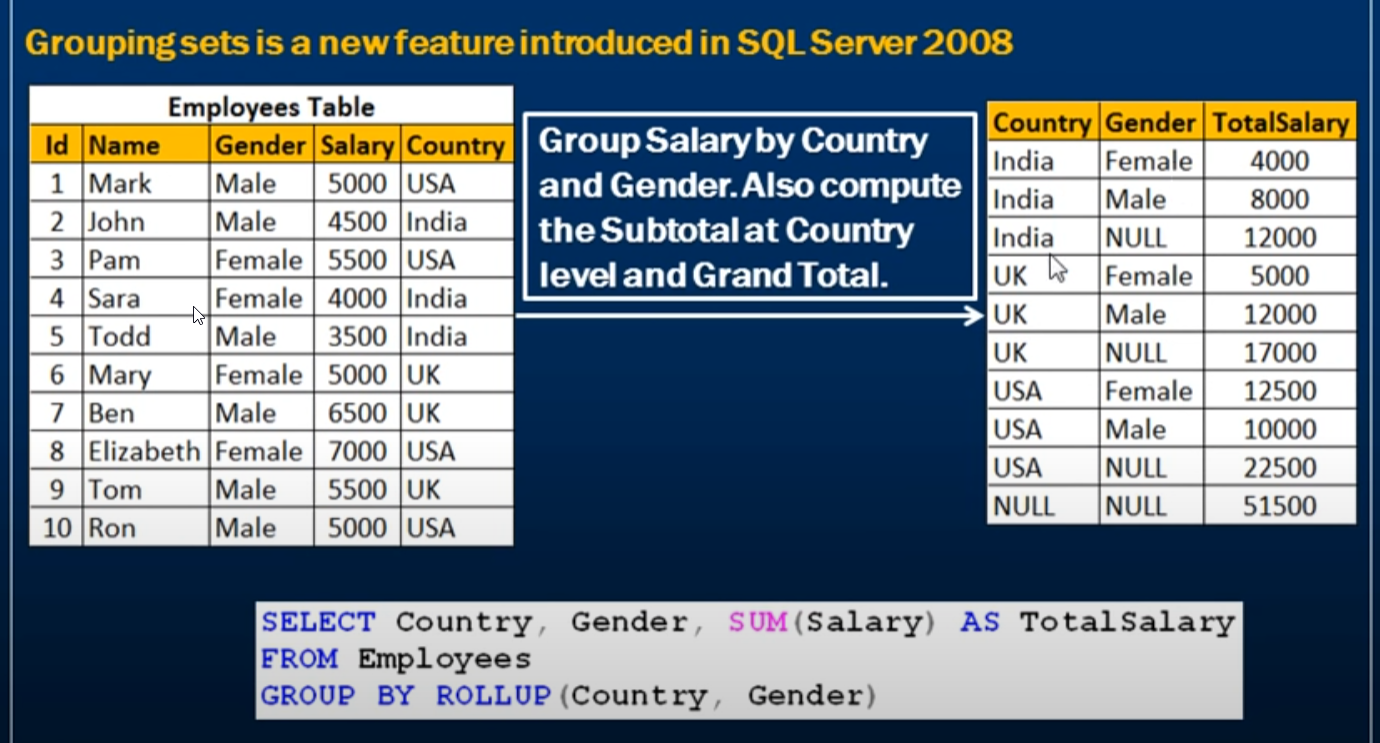 Grouping sets is a new feature introduced in SQL Server 2008
Employees Table
Id Name Gender Salary Country
1 Mark Male 5000 USA
2 John Male 4500 India
3 Pam Female 5500 USA
4 Sara Female 4000 India
5 Todd Male 3500 India
6 Mary Female 5000 UK
7 Ben Male 6500 UK
8 Elizabeth Female 7000 USA
9 Tom Male 5500 UK
10 Ron Male 5000 USA
Group Salary by Country
and Gender. Also compute
the Subtotal at Country
level and Grand Total.
Country Gender TotalSalary
India Female 4000
India Male 8000
India NULL 12000
UK Female 5000
UK Male 12000
UK NULL 17000
USA Female 12500
USA Male 10000
USA NULL 22500
NULL NULL 51500
SELECT Country, Gender, SUM(Salary) AS TotalSalary
FROM Employees
GROUP BY ROLLUP(Country, Gender)